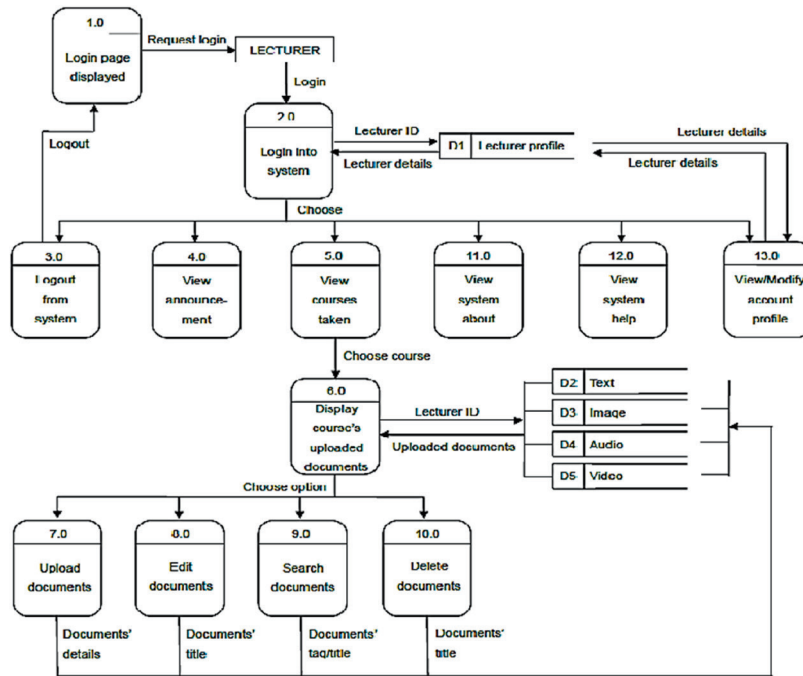 1.0
Login page
displayed
Request login
LECTURER
Login
Logout
2.0
Login into
system
Lecturer ID
Lecturer details
D1 Lecturer profile
Lecturer details
Lecturer details
Choose
3.0
Logout
from
system
4.0
View
announce-
ment
5.0
View
courses
taken
11.0
View
system
about
12.0
View
system
help
13.0
View/Modify
account
profile
Choose course
6.0
Display
course's
uploaded
documents
Lecturer ID
Uploaded documents
D2 Text
D3 Image
D4 Audio
D5 Video
Choose option
7.0
Upload
documents
8.0
Edit
documents
9.0
Search
documents
10.0
Delete
documents
Documents'
details
Documents'
title
Documents'
tag/title
Documents'
title